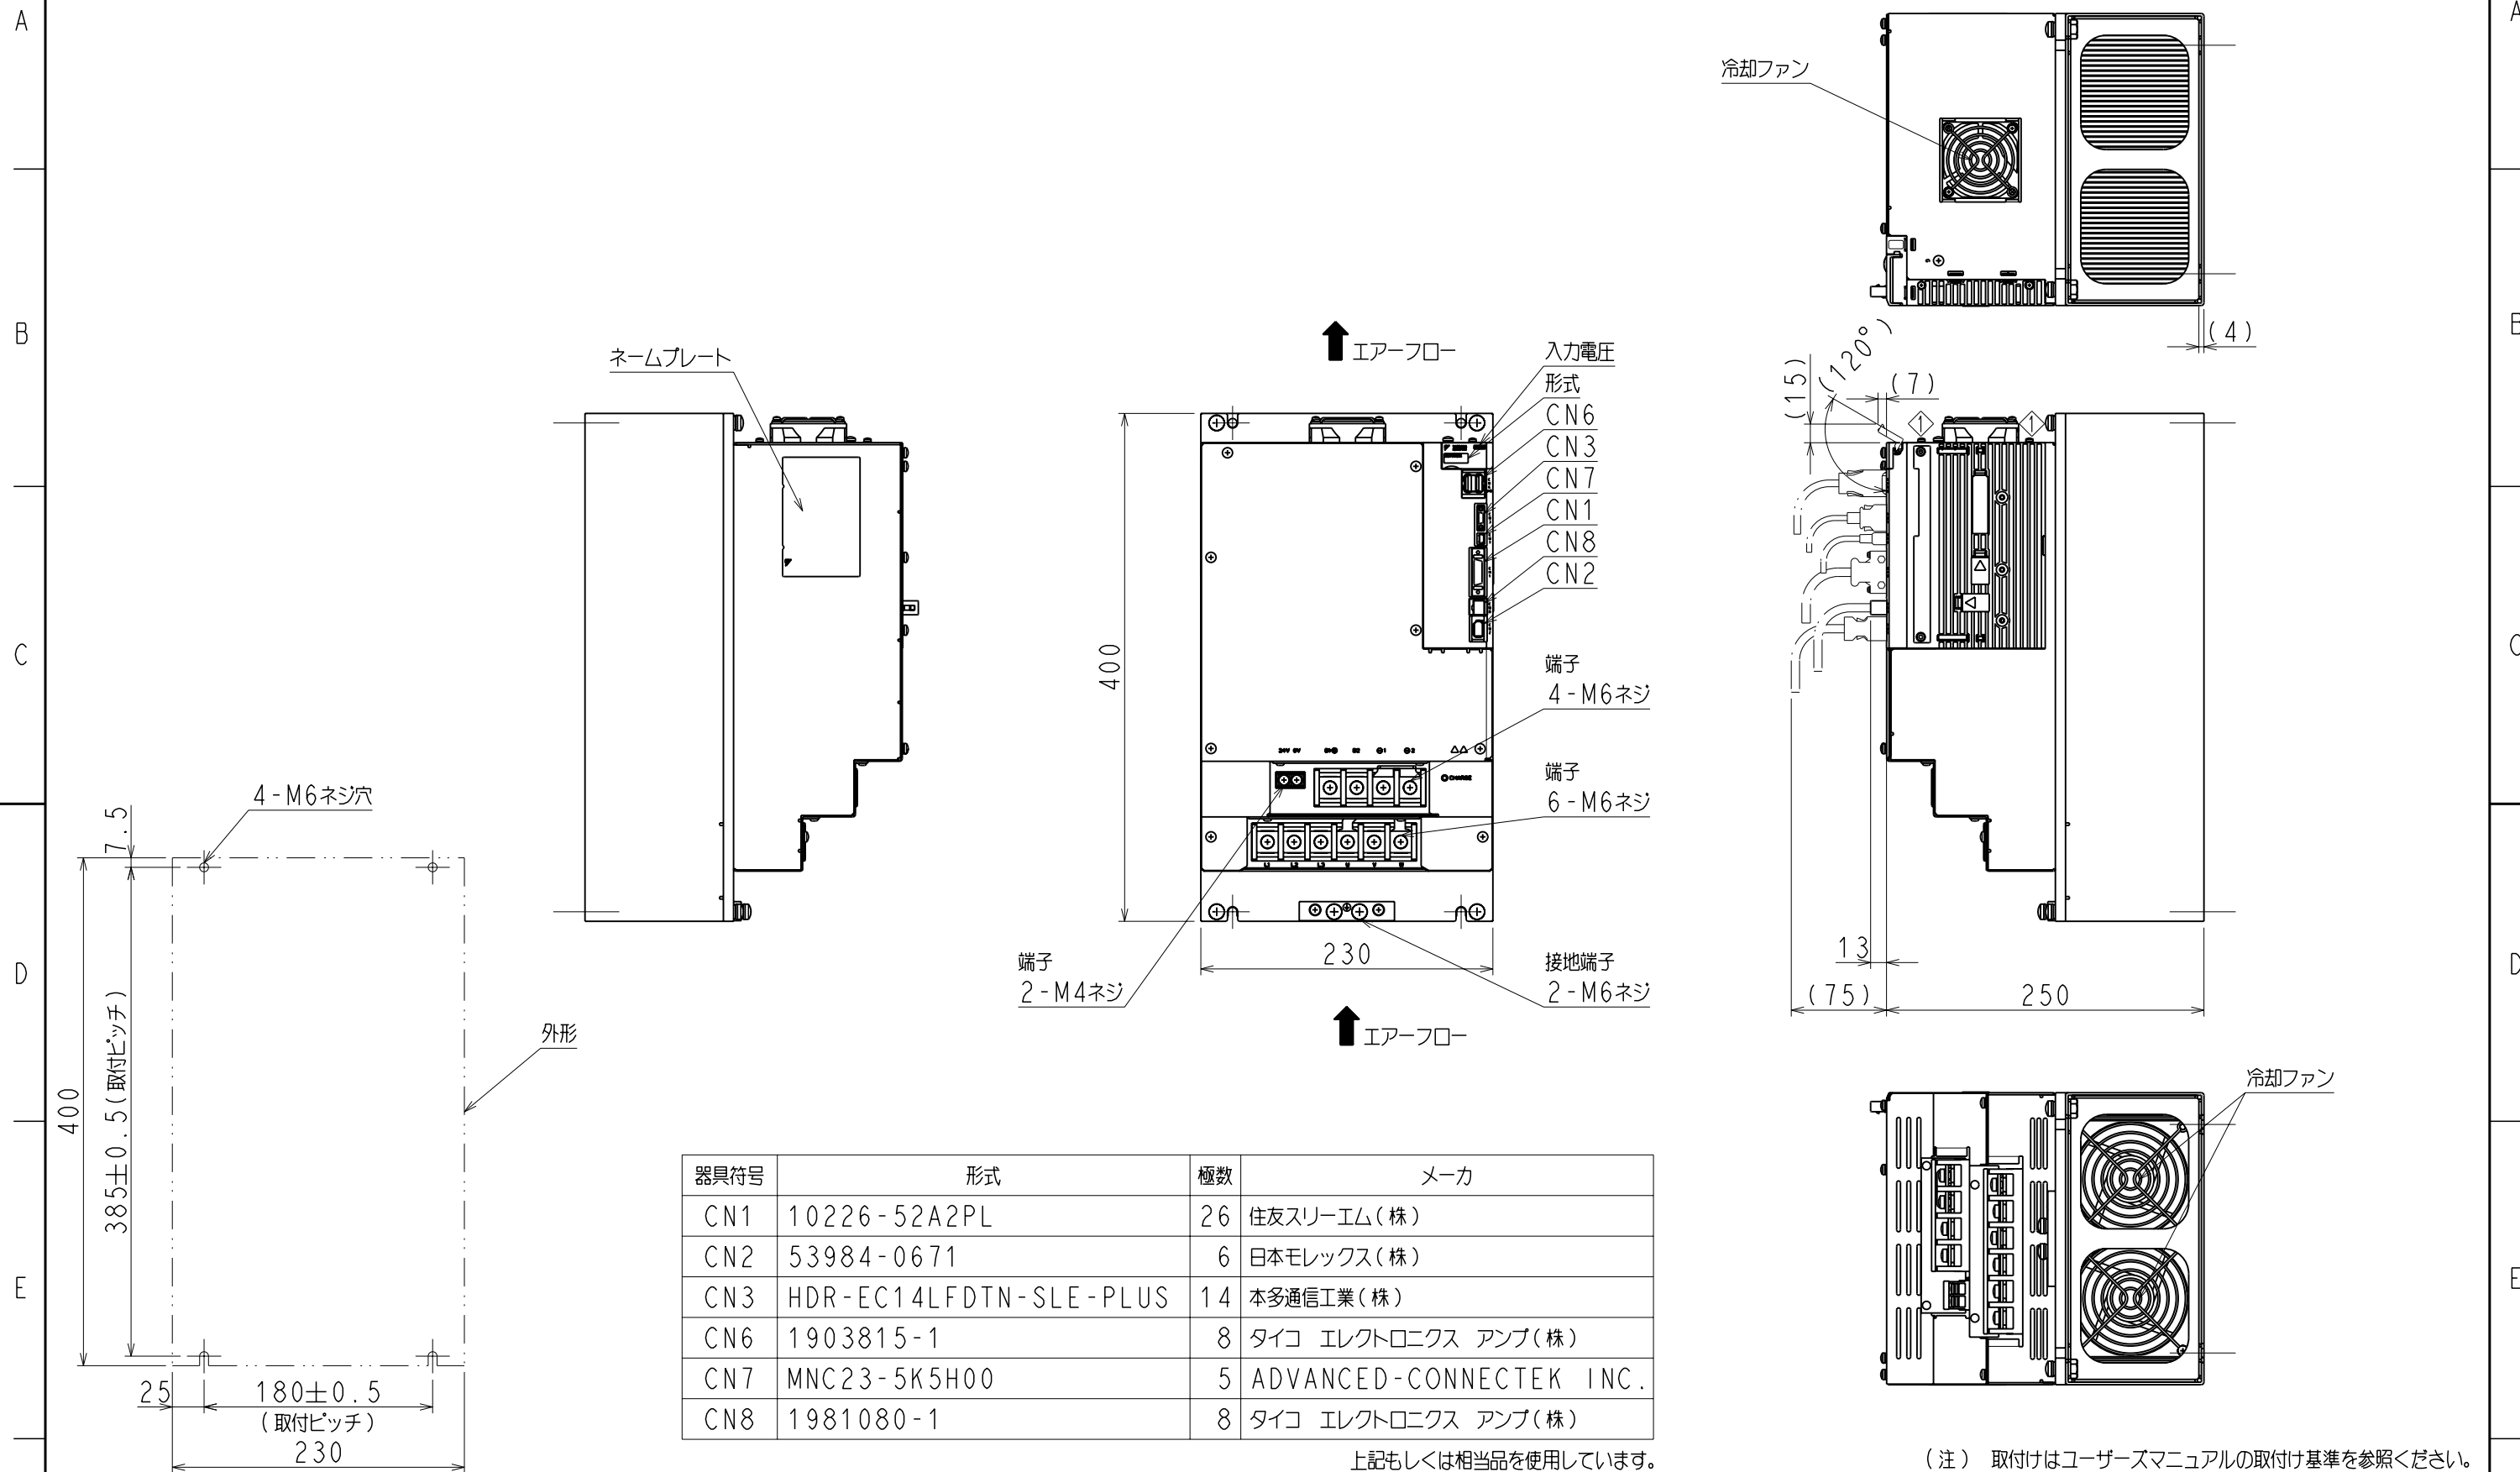 A
A
冷却ファン
B
B
(4)
ネームプレート
エアーフロー
入力電圧
形式
CN6
CN3
CN7
CN1
CN8
CN2
(15)
(120°)
(7)
1
1
C
C
400
端子
4-M6ネジ
24V 0V
B1⊕
B2
⊖1
⊖2
CHARGE
端子
6-M6ネジ
L1
L2
L3
U
V
W
4-M6ネジ穴
7.5
400
385±0.5(取付ピッチ)
外形
25
180±0.5
(取付ピッチ)
230
D
D
230
端子
2-M4ネジ
接地端子
2-M6ネジ
エアーフロー
13
(75)
250
冷却ファン
E
E
器具符号 形式 極数 メーカ
CN1 10226-52A2PL 26 住友スリーエム(株)
CN2 53984-0671 6 日本モレックス(株)
CN3 HDR-EC14LFDTN-SLE-PLUS 14 本多通信工業(株)
CN6 1903815-1 8 タイコ エレクトロニクス アンプ(株)
CN7 MNC23-5K5H00 5 ADVANCED-CONNECTEK INC.
CN8 1981080-1 8 タイコ エレクトロニクス アンプ(株)
上記もしくは相当品を使用しています。
(注) 取付けはユーザーズマニュアルの取付け基準を参照ください。